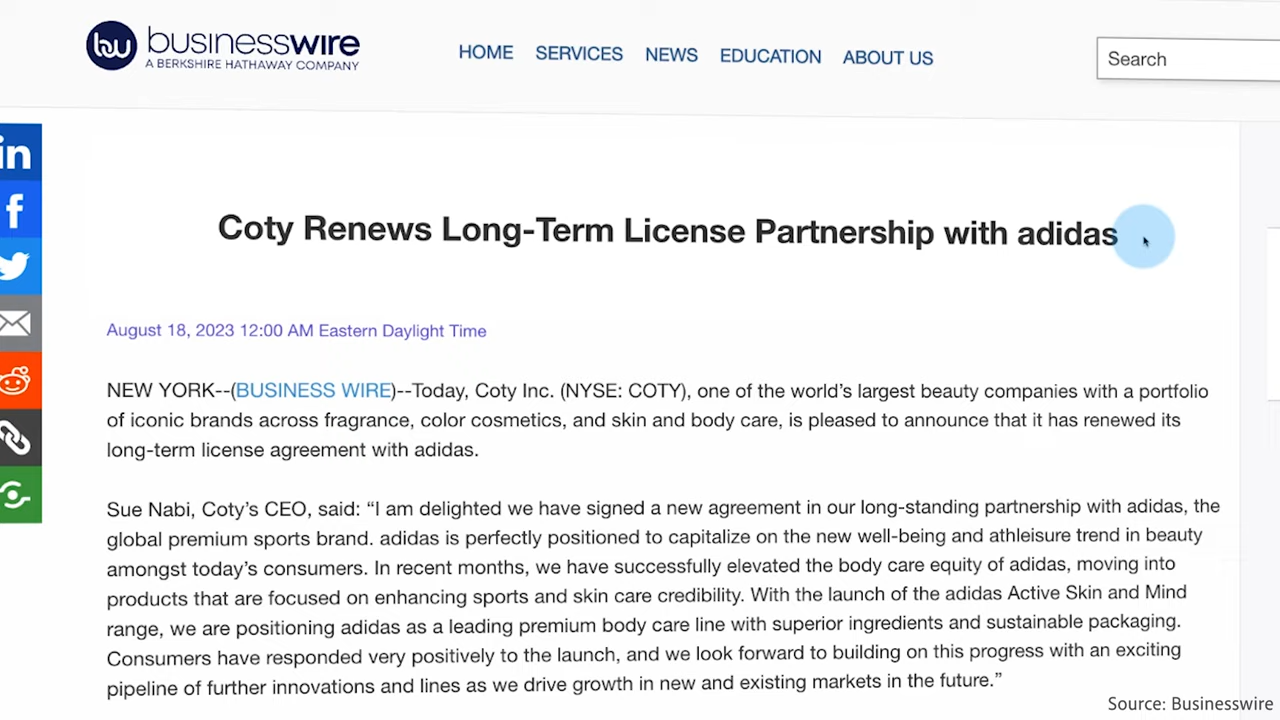 bw businesswire
A BERKSHIRE HATHAWAY COMPANY
HOME SERVICES NEWS EDUCATION ABOUT US
Search
in
f
Coty Renews Long-Term License Partnership with adidas
August 18, 2023 12:00 AM Eastern Daylight Time
NEW YORK--(BUSINESS WIRE)--Today, Coty Inc. (NYSE: COTY), one of the world’s largest beauty companies with a portfolio
of iconic brands across fragrance, color cosmetics, and skin and body care, is pleased to announce that it has renewed its
long-term license agreement with adidas.
Sue Nabi, Coty’s CEO, said: “I am delighted we have signed a new agreement in our long-standing partnership with adidas, the
global premium sports brand. adidas is perfectly positioned to capitalize on the new well-being and athleisure trend in beauty
amongst today’s consumers. In recent months, we have successfully elevated the body care equity of adidas, moving into
products that are focused on enhancing sports and skin care credibility. With the launch of the adidas Active Skin and Mind
range, we are positioning adidas as a leading premium body care line with superior ingredients and sustainable packaging.
Consumers have responded very positively to the launch, and we look forward to building on this progress with an exciting
pipeline of further innovations and lines as we drive growth in new and existing markets in the future.”
Source: Businesswire